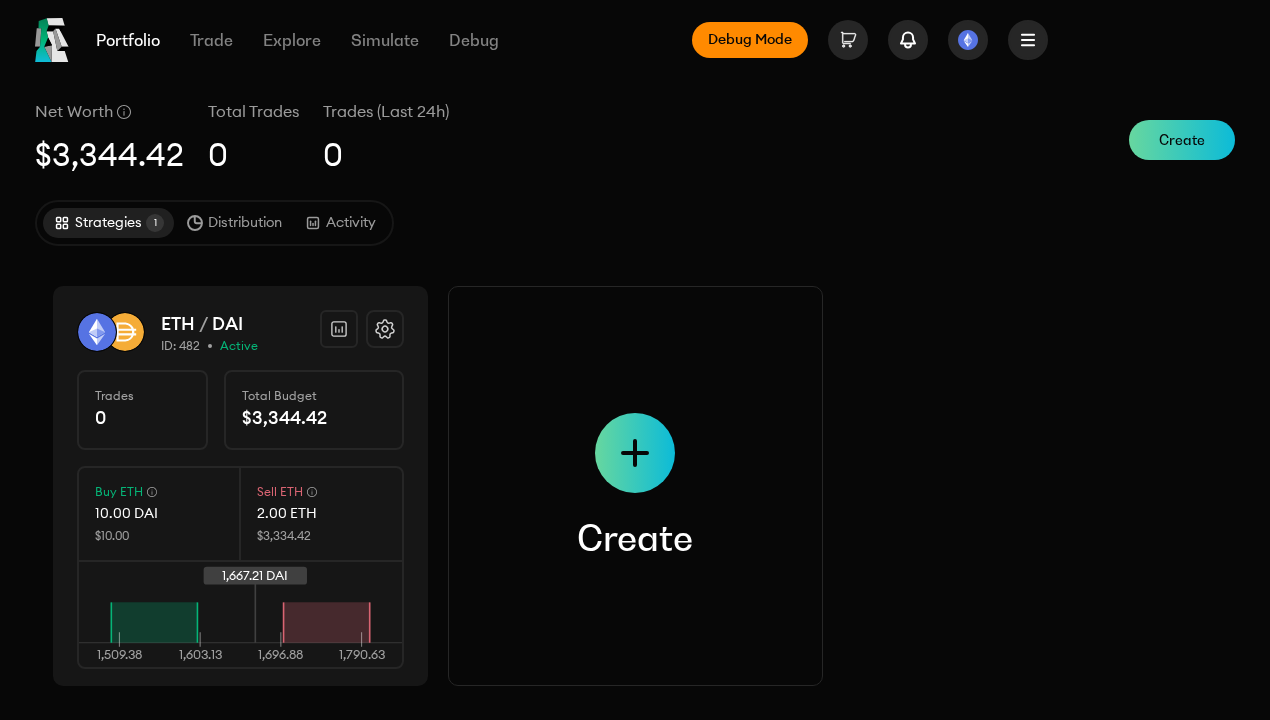 Portfolio Trade Explore Simulate Debug Debug Mode
Net Worth Total Trades Trades (Last 24h)
$3,344.42 0 0
Create
Strategies 1 Distribution Activity
ETH / DAI
ID: 482 • Active
Trades Total Budget
0 $3,344.42
Buy ETH Sell ETH
10.00 DAI 2.00 ETH
$10.00 $3,334.42
1,667.21 DAI
1,509.38 1,603.13 1,696.88 1,790.63
Create